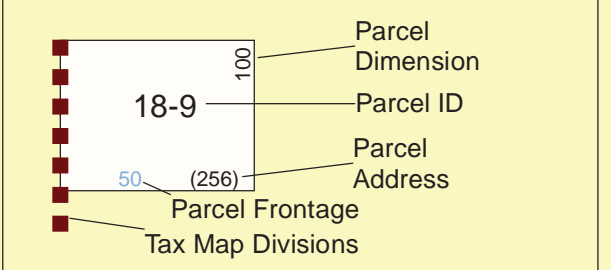 Parcel
Dimension
100
18-9
Parcel ID
Parcel
Address
50
(256)
Parcel Frontage
Tax Map Divisions